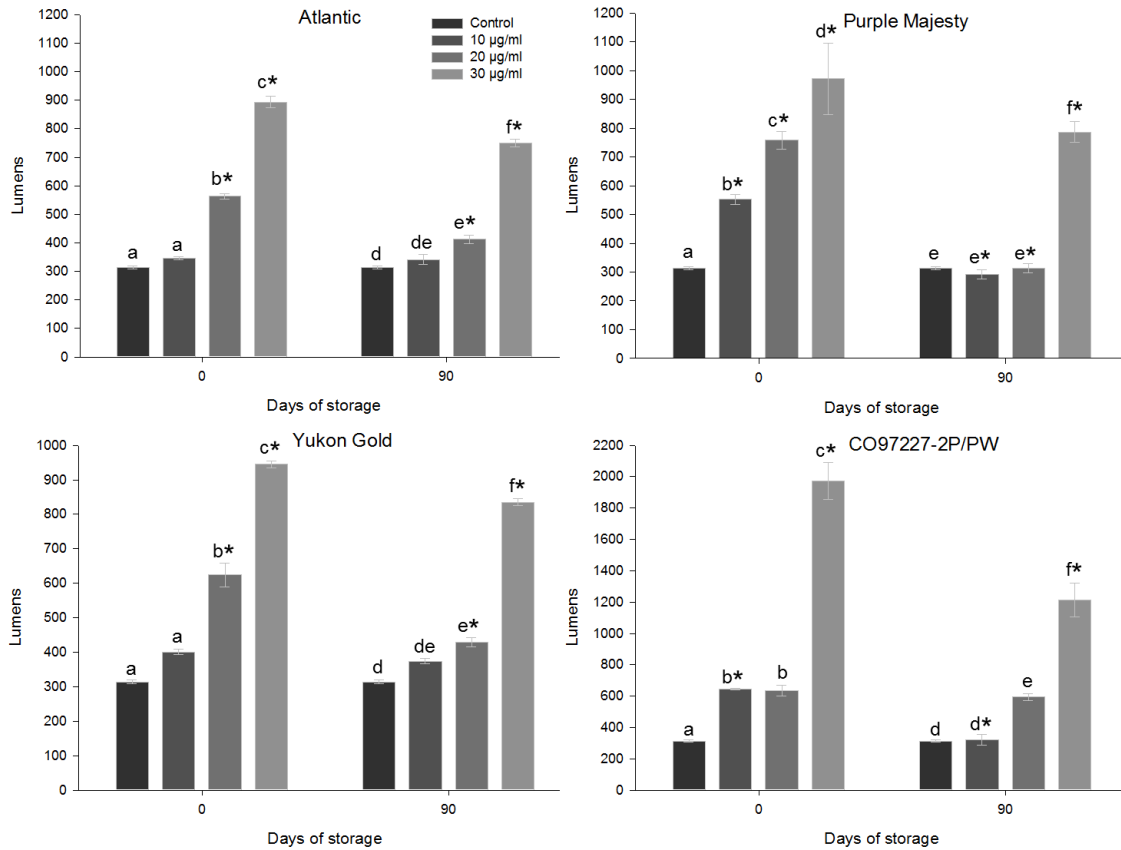 Atlantic
Control
10 µg/ml
20 µg/ml
30 µg/ml
1200
1100
1000
900
800
700
600
500
400
300
200
100
0
Lumens
a
a
b*
c*
d
de
e*
f*
0
90
Days of storage
Purple Majesty
1200
1100
1000
900
800
700
600
500
400
300
200
100
0
Lumens
a
b*
c*
d*
e
e*
e*
f*
0
90
Days of storage
Yukon Gold
1000
900
800
700
600
500
400
300
200
100
0
Lumens
a
a
b*
c*
d
de
e*
f*
0
90
Days of storage
CO97227-2P/PW
2200
2000
1800
1600
1400
1200
1000
800
600
400
200
0
Lumens
a
b*
b
c*
d
d*
e
f*
0
90
Days of storage